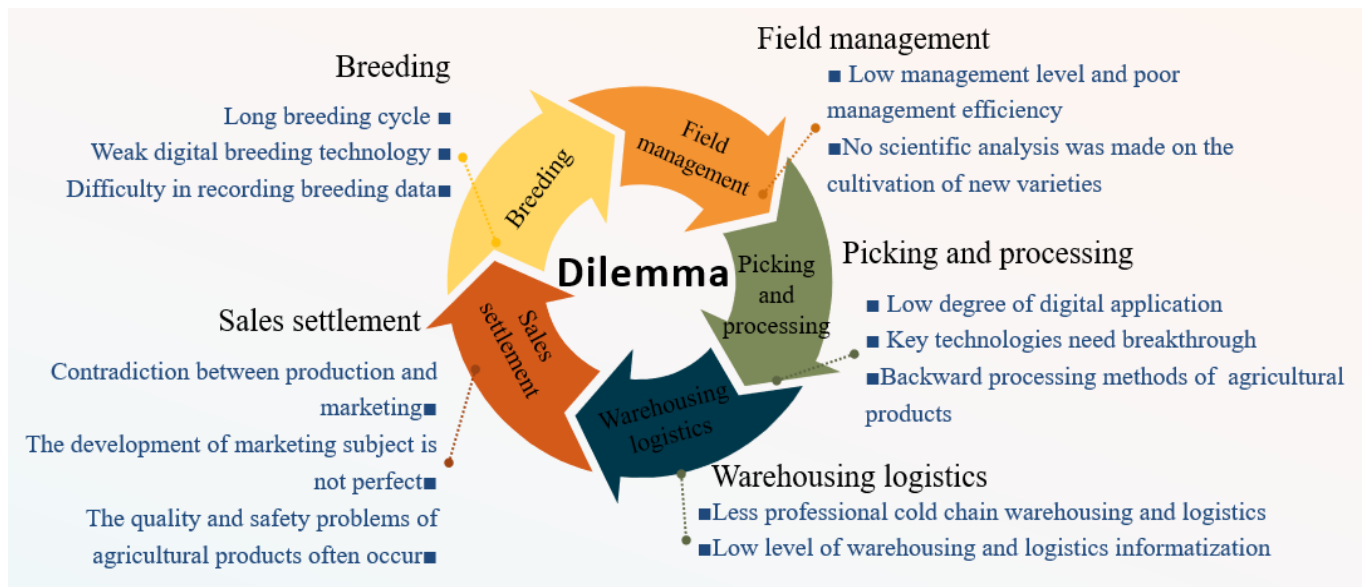 Breeding
Long breeding cycle ■
Weak digital breeding technology ■
Difficulty in recording breeding data■
Field management
■ Low management level and poor
management efficiency
■No scientific analysis was made on the
cultivation of new varieties
Picking and processing
■ Low degree of digital application
■ Key technologies need breakthrough
■Backward processing methods of agricultural
products
Warehousing logistics
■Less professional cold chain warehousing and logistics
■Low level of warehousing and logistics informatization
Sales settlement
Contradiction between production and
marketing■
The development of marketing subject is
not perfect■
The quality and safety problems of
agricultural products often occur■
Breeding
Field
management
Picking
and
processing
Warehousing
logistics
Sales
settlement
Dilemma